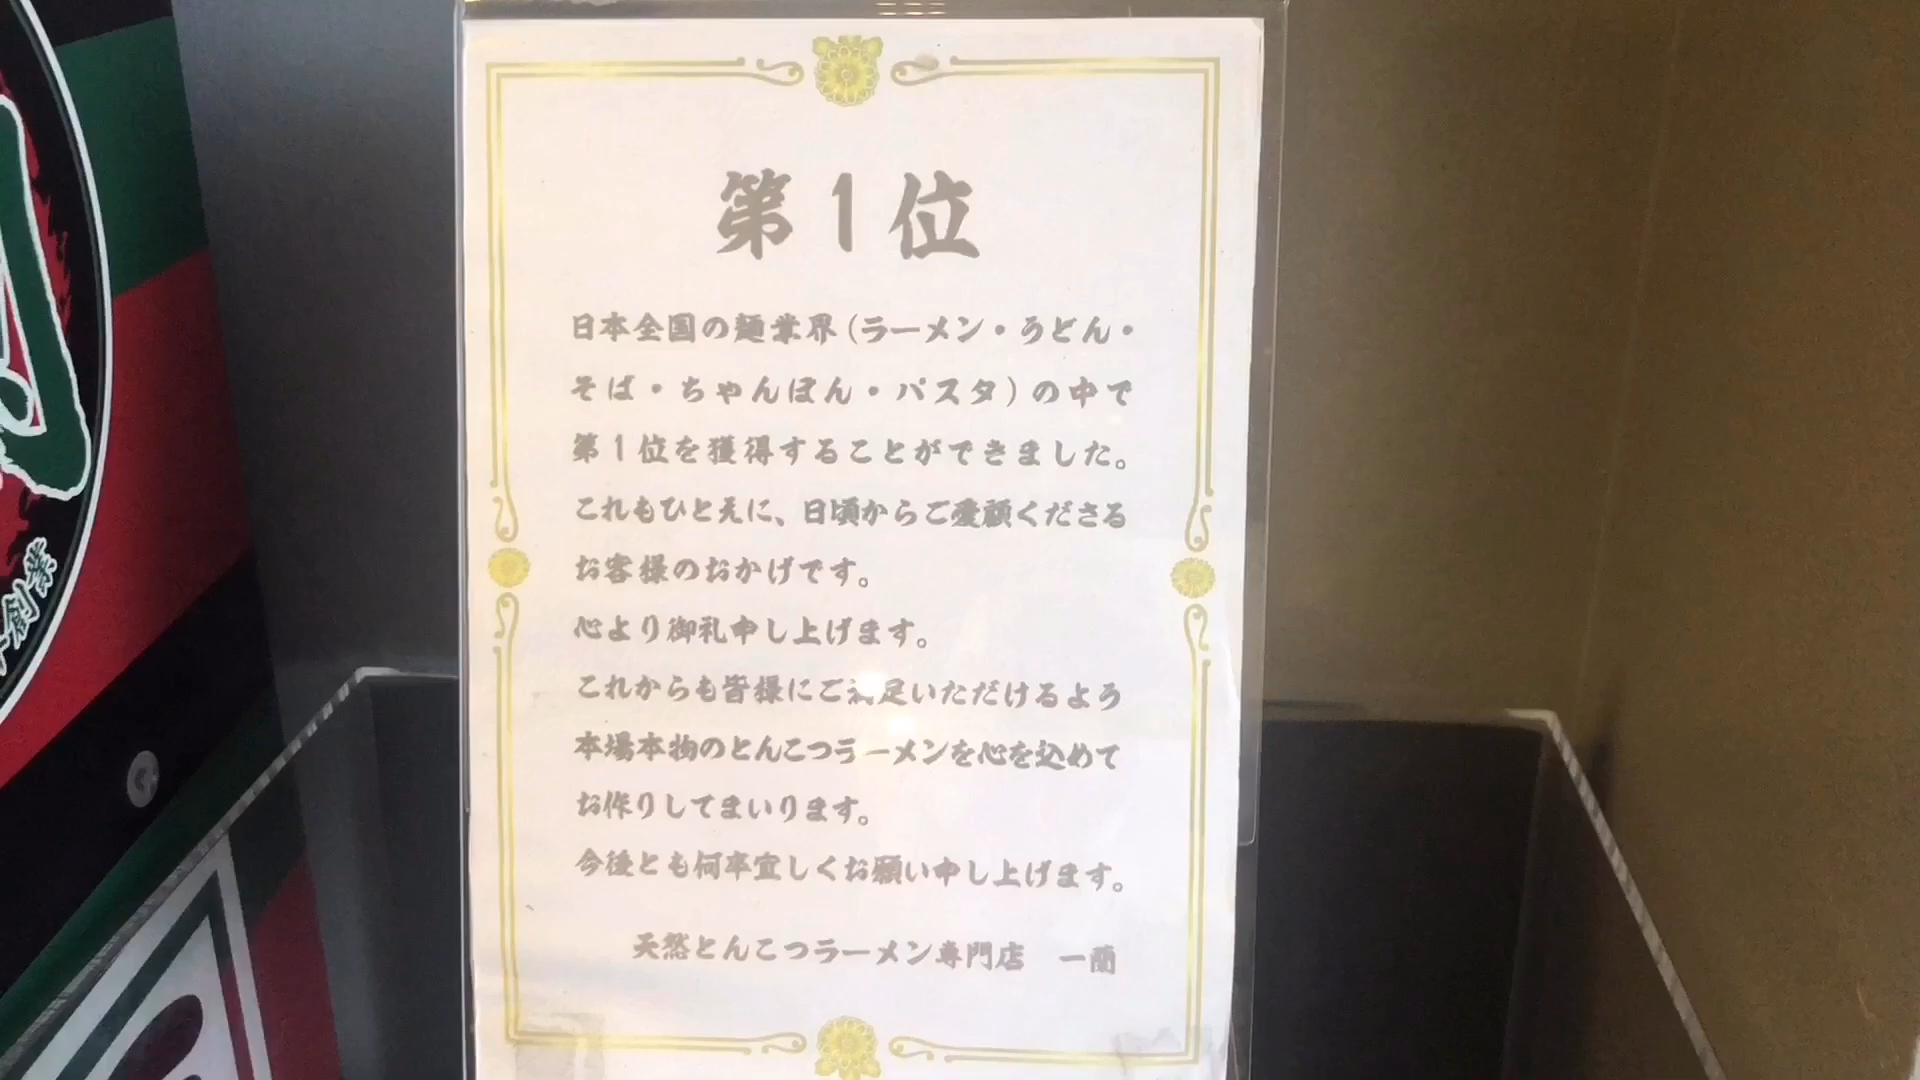 第1位
日本全国の麺業界(ラーメン・うどん・
そば・ちゃんぽん・パスタ)の中で
第1位を獲得することができました。
これもひとえに、日頃からご愛顧くださる
お客様のおかげです。
心より御礼申し上げます。
これからも皆様にご満足いただけるよう
本場本物のとんこつラーメンを心を込めて
お作りしてまいります。
今後とも何卒宜しくお願い申し上げます。
天然とんこつラーメン専門店 一蘭
創業